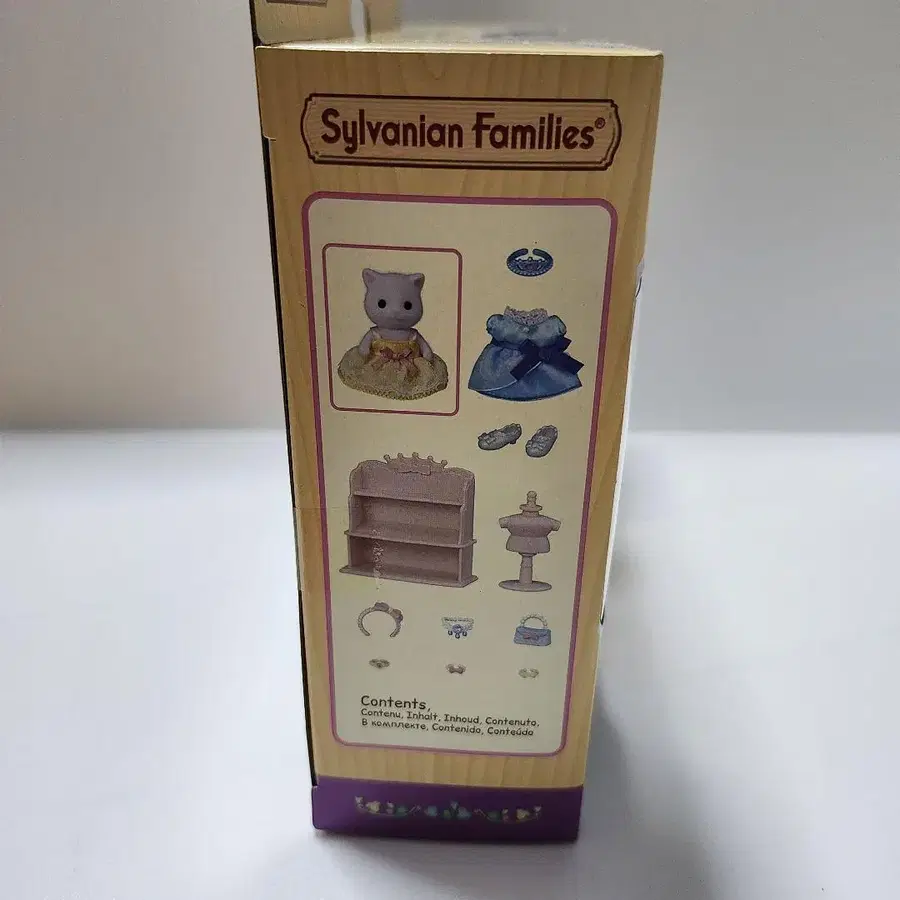 Sylvanian Families®
Contents,
Contenu, Inhalt, Inhoud, Contenuto,
В комплекте, Contenido, Conteúdo